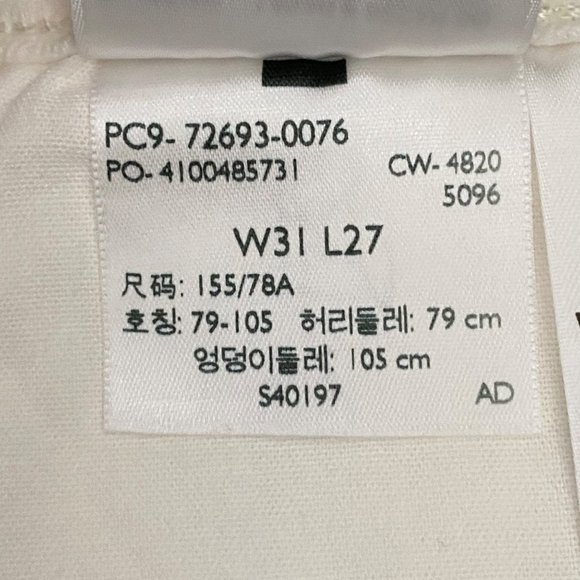 PC9- 72693-0076
PO- 4100485731 CW- 4820
5096
W31 L27
尺码: 155/78A
호칭: 79-105 허리둘레: 79 cm
엉덩이둘레: 105 cm
S40197 AD